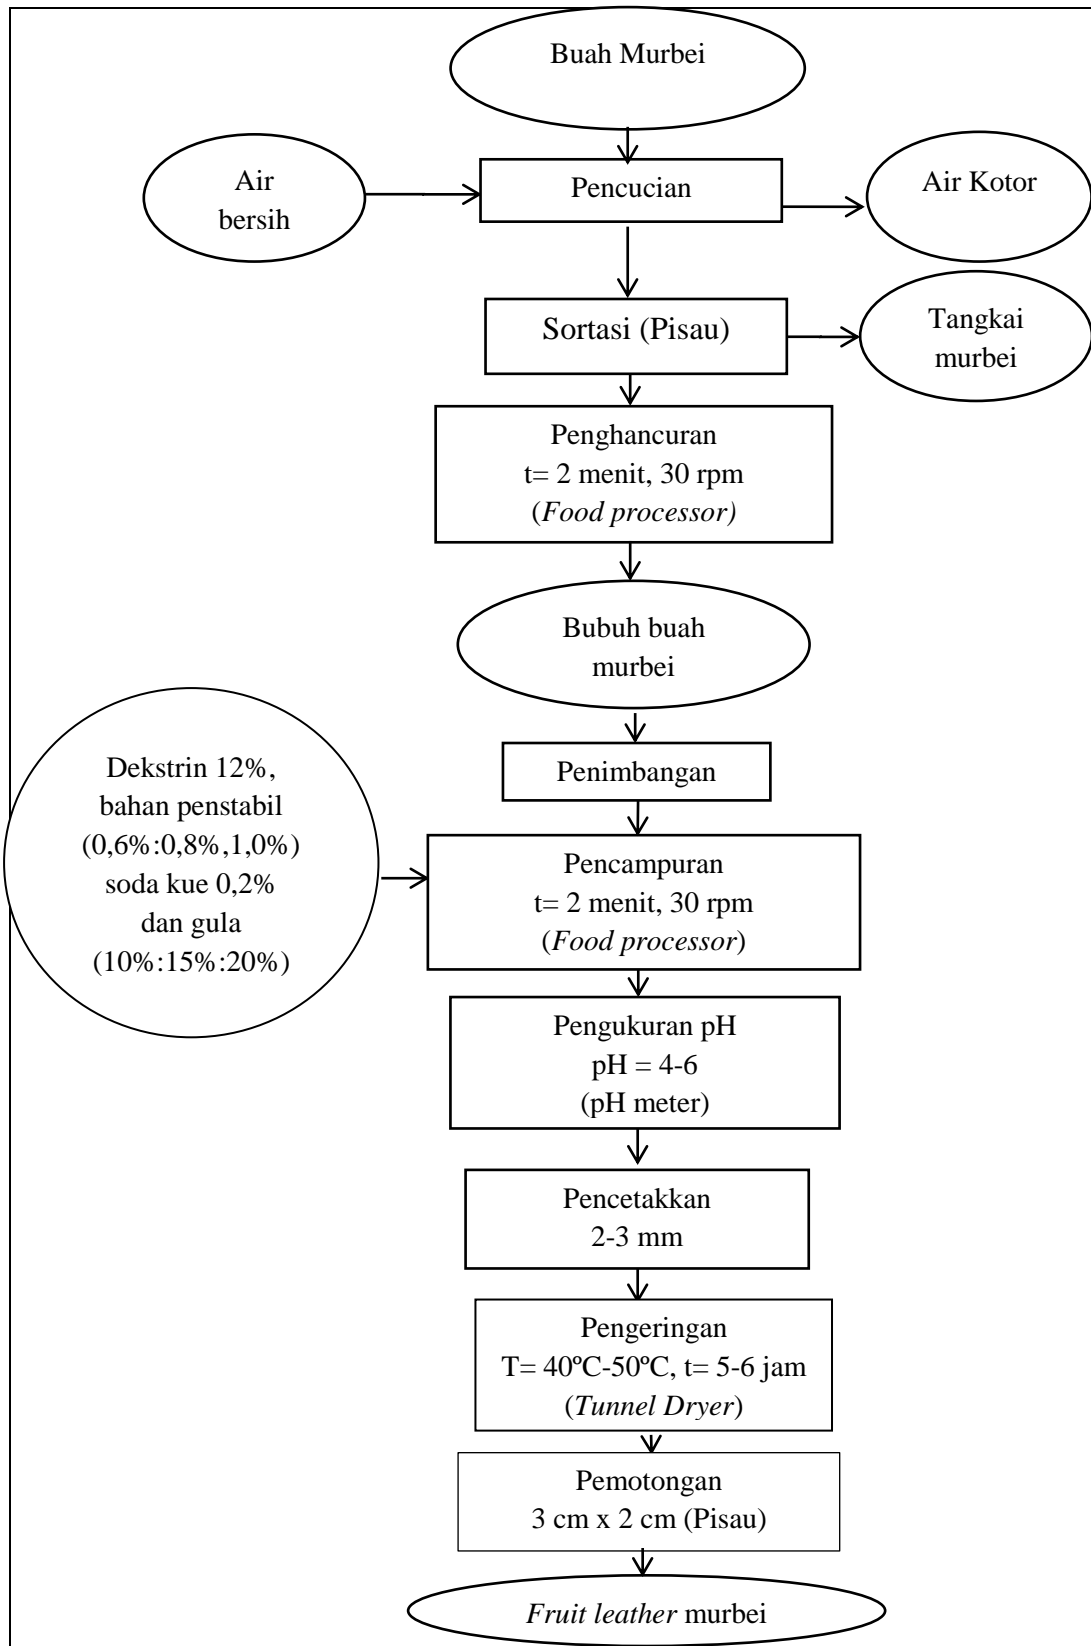 Buah Murbei
Air
bersih
Pencucian
Air Kotor
Sortasi (Pisau)
Tangkai
murbei
Penghancuran
t= 2 menit, 30 rpm
(Food processor)
Bubuh buah
murbei
Penimbangan
Dekstrin 12%,
bahan penstabil
(0,6%:0,8%,1,0%)
soda kue 0,2%
dan gula
(10%:15%:20%)
Pencampuran
t= 2 menit, 30 rpm
(Food processor)
Pengukuran pH
pH = 4-6
(pH meter)
Pencetakkan
2-3 mm
Pengeringan
T= 40ºC-50ºC, t= 5-6 jam
(Tunnel Dryer)
Pemotongan
3 cm x 2 cm (Pisau)
Fruit leather murbei